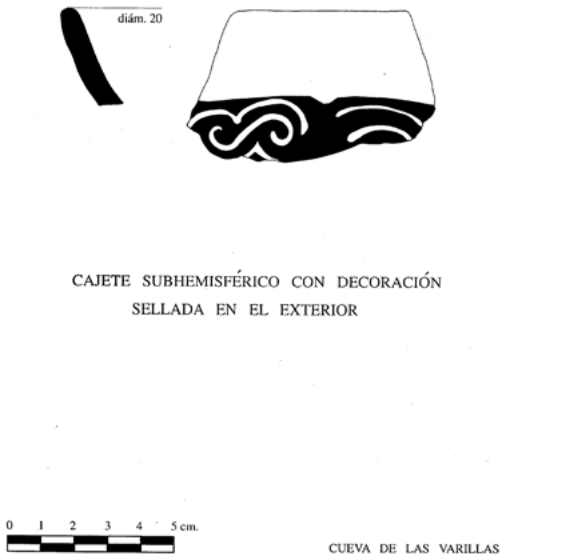 diám. 20
CAJETE SUBHEMISFÉRICO CON DECORACIÓN
SELLADA EN EL EXTERIOR
0 1 2 3 4 5 cm.
CUEVA DE LAS VARILLAS